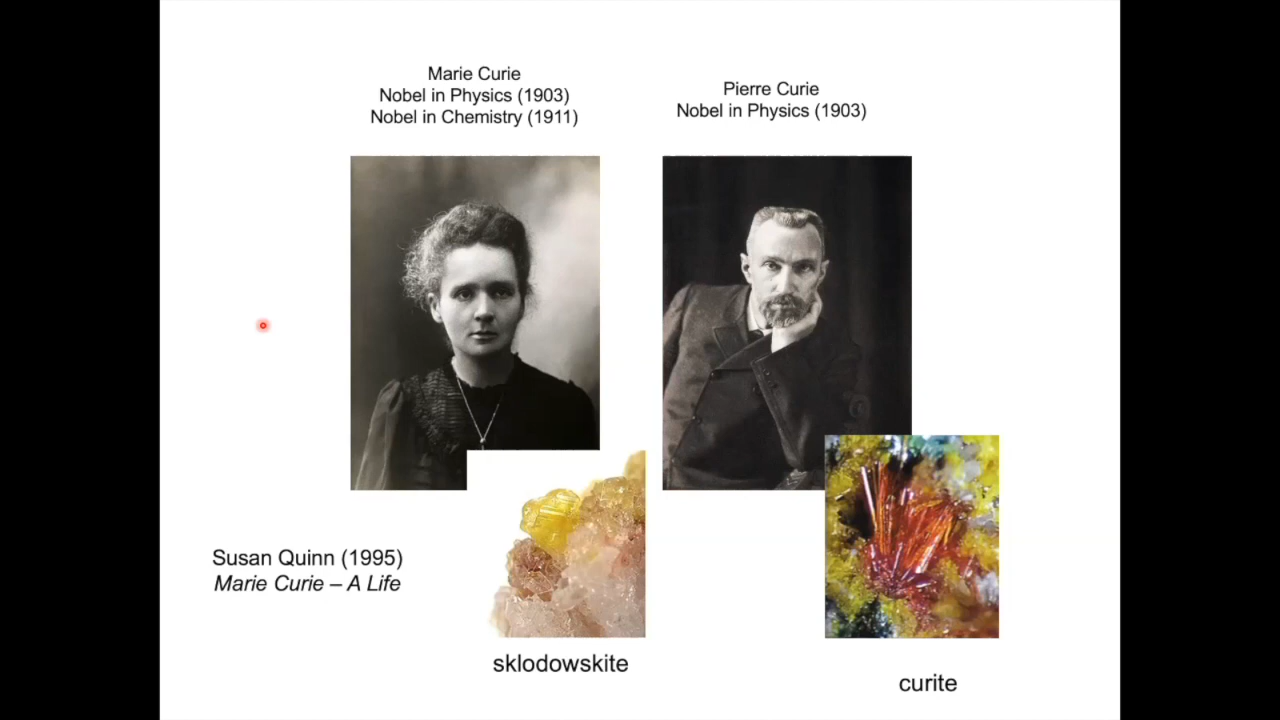 Marie Curie
Nobel in Physics (1903)
Nobel in Chemistry (1911)
Pierre Curie
Nobel in Physics (1903)
Susan Quinn (1995)
Marie Curie – A Life
sklodowskite
curite